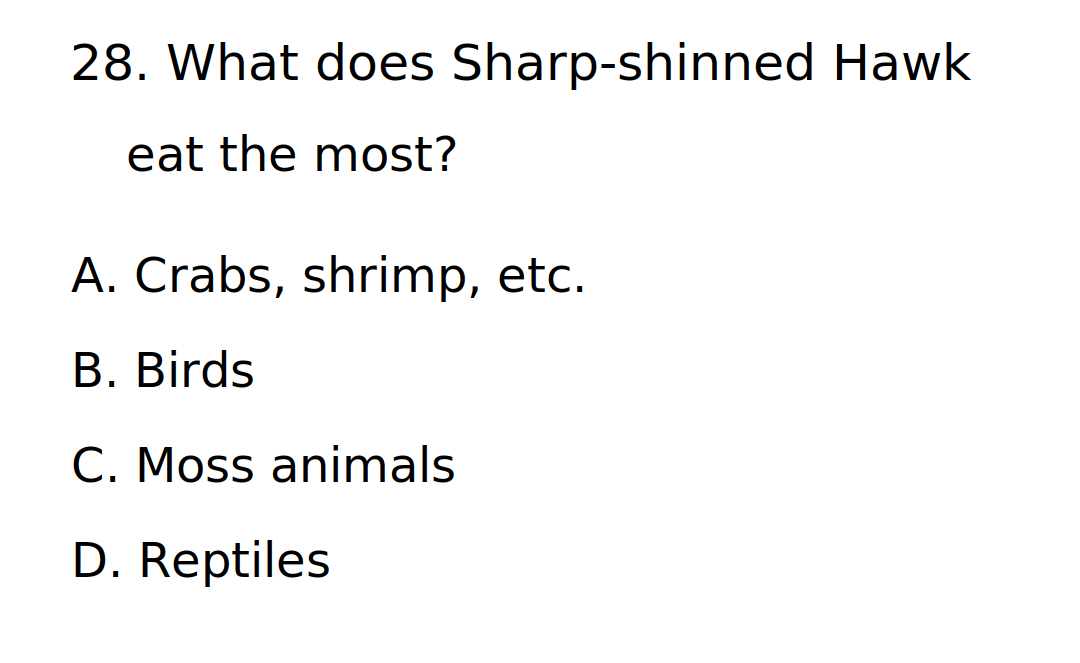 28. What does Sharp-shinned Hawk
eat the most?
A. Crabs, shrimp, etc.
B. Birds
C. Moss animals
D. Reptiles